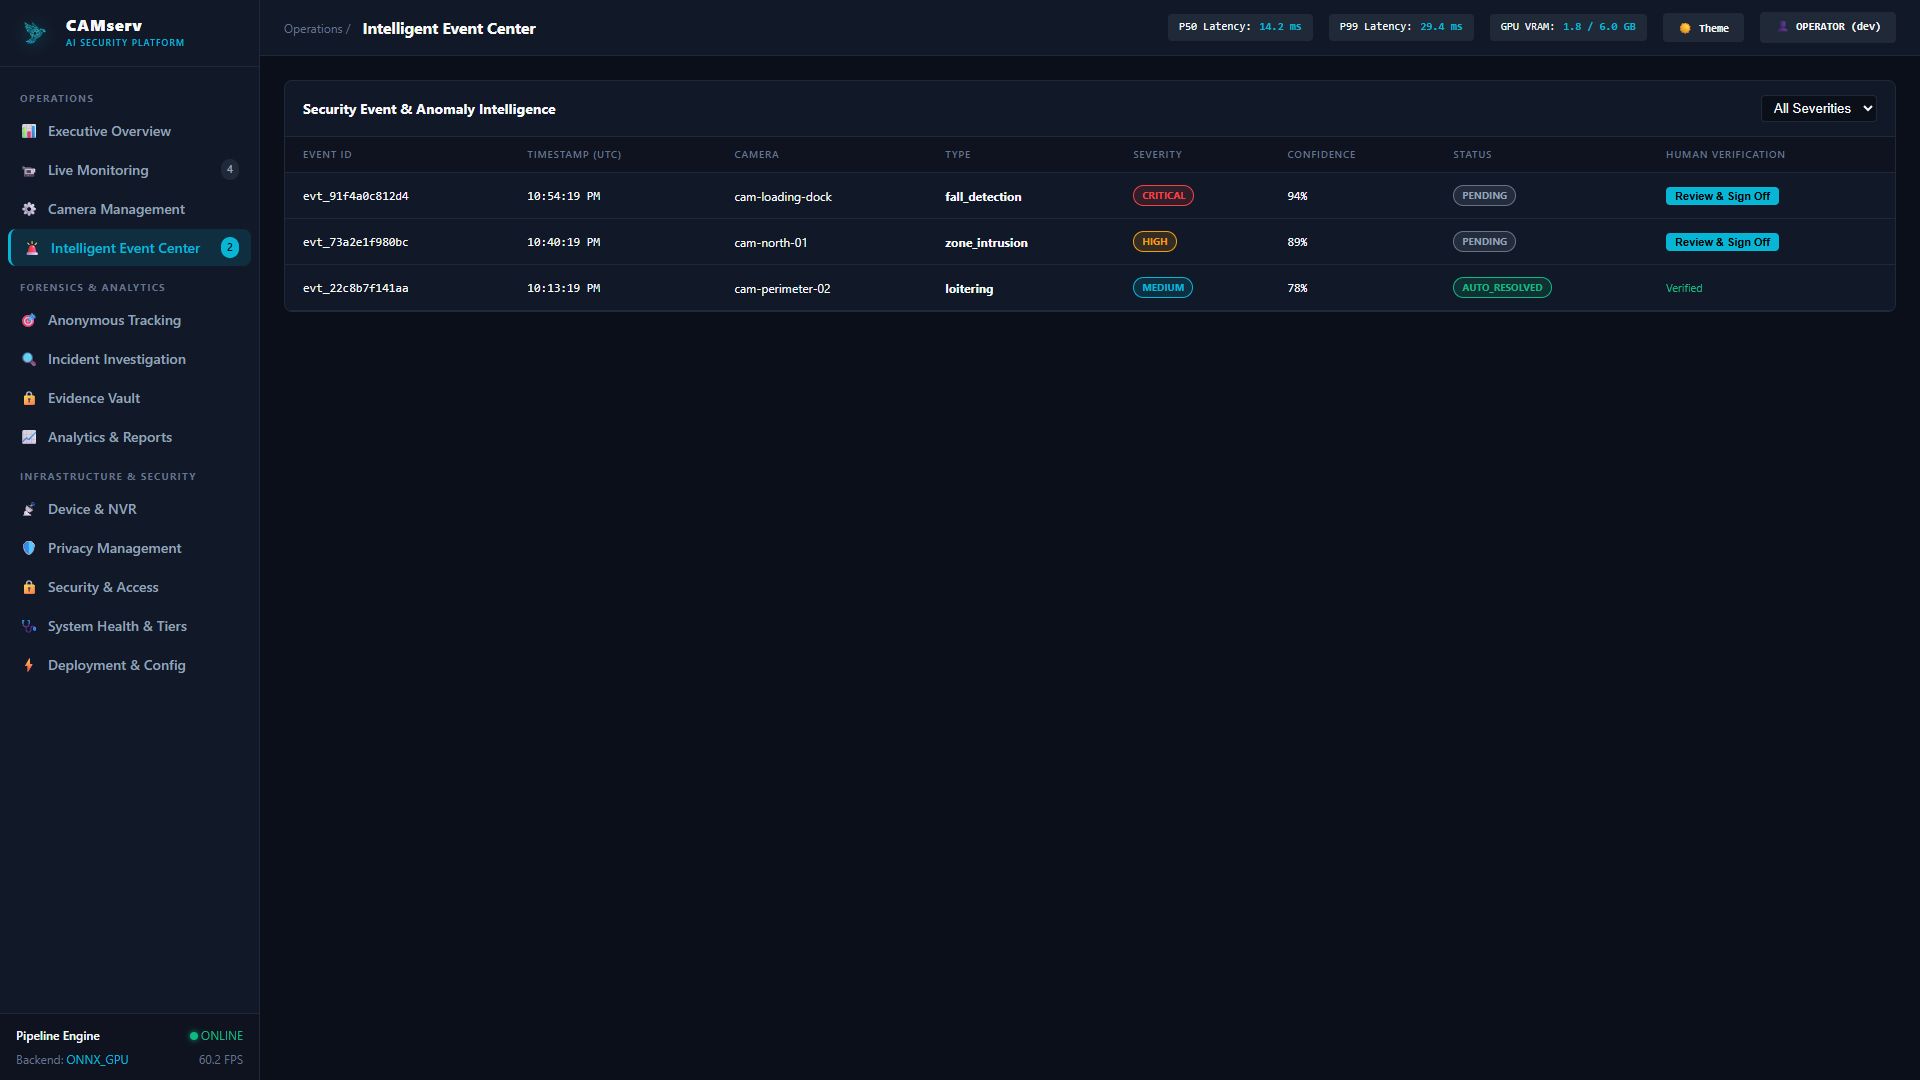 CAMserv
AI SECURITY PLATFORM
OPERATIONS
Executive Overview
Live Monitoring 4
Camera Management
Intelligent Event Center 2
FORENSICS & ANALYTICS
Anonymous Tracking
Incident Investigation
Evidence Vault
Analytics & Reports
INFRASTRUCTURE & SECURITY
Device & NVR
Privacy Management
Security & Access
System Health & Tiers
Deployment & Config
Pipeline Engine ONLINE
Backend: ONNX_GPU 60.2 FPS
Operations / Intelligent Event Center P50 Latency: 14.2 ms P99 Latency: 29.4 ms GPU VRAM: 1.8 / 6.0 GB Theme OPERATOR (dev)
Security Event & Anomaly Intelligence All Severities
EVENT ID TIMESTAMP (UTC) CAMERA TYPE SEVERITY CONFIDENCE STATUS HUMAN VERIFICATION
evt_91f4a0c812d4 10:54:19 PM cam-loading-dock fall_detection CRITICAL 94% PENDING Review & Sign Off
evt_73a2e1f980bc 10:40:19 PM cam-north-01 zone_intrusion HIGH 89% PENDING Review & Sign Off
evt_22c8b7f141aa 10:13:19 PM cam-perimeter-02 loitering MEDIUM 78% AUTO_RESOLVED Verified